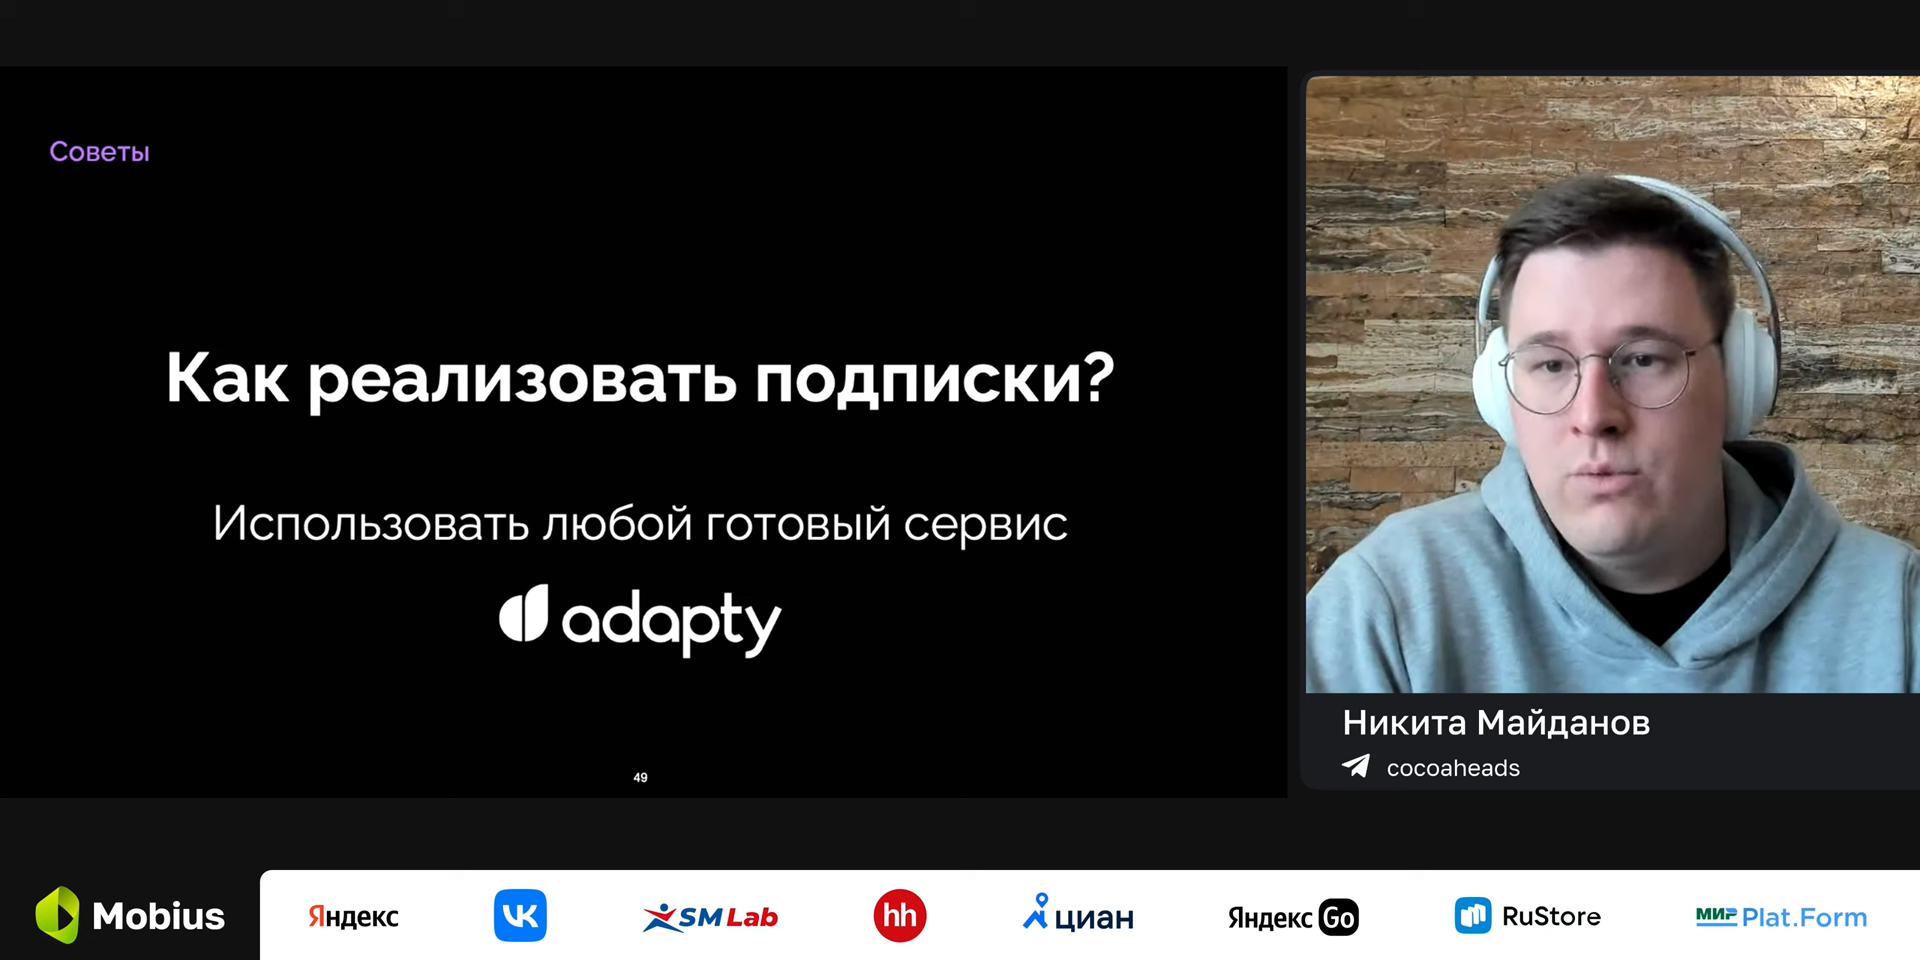 Советы
Как реализовать подписки?
Использовать любой готовый сервис
adapty
49
Никита Майданов
cocoaheads
Mobius
Яндекс
VK
SM Lab
hh
циан
Яндекс Go
RuStore
МИР Plat.Form